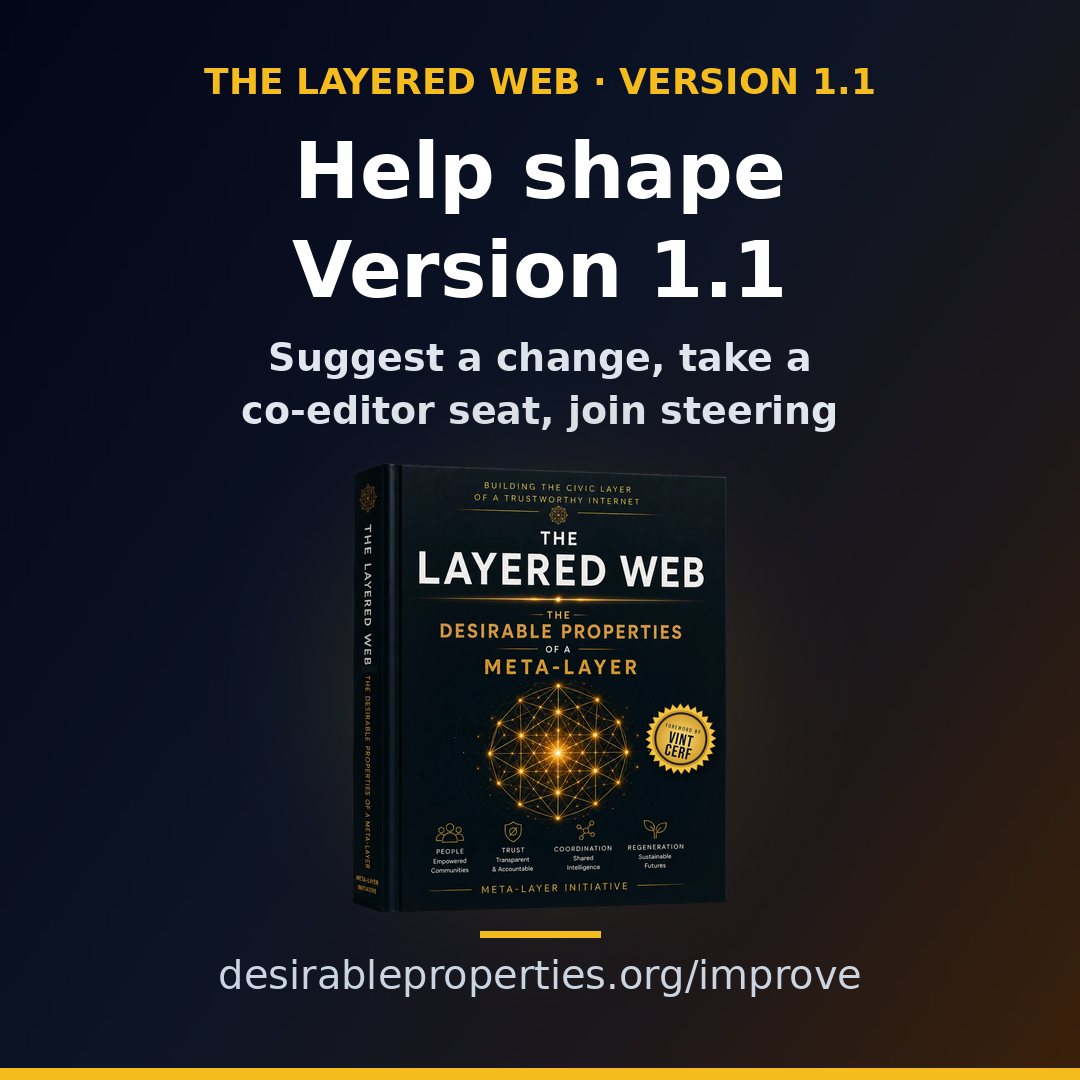 THE LAYERED WEB · VERSION 1.1
Help shape
Version 1.1
Suggest a change, take a
co-editor seat, join steering
BUILDING THE CIVIC LAYER
OF A TRUSTWORTHY INTERNET
THE
LAYERED WEB
THE
DESIRABLE PROPERTIES
OF A
META-LAYER
FOREWORD BY
VINT
CERF
PEOPLE
Empowered
Communities
TRUST
Transparent
& Accountable
COORDINATION
Shared
Intelligence
REGENERATION
Sustainable
Futures
META-LAYER INITIATIVE
THE LAYERED WEB THE DESIRABLE PROPERTIES OF A META-LAYER
META-LAYER
INITIATIVE
desirableproperties.org/improve